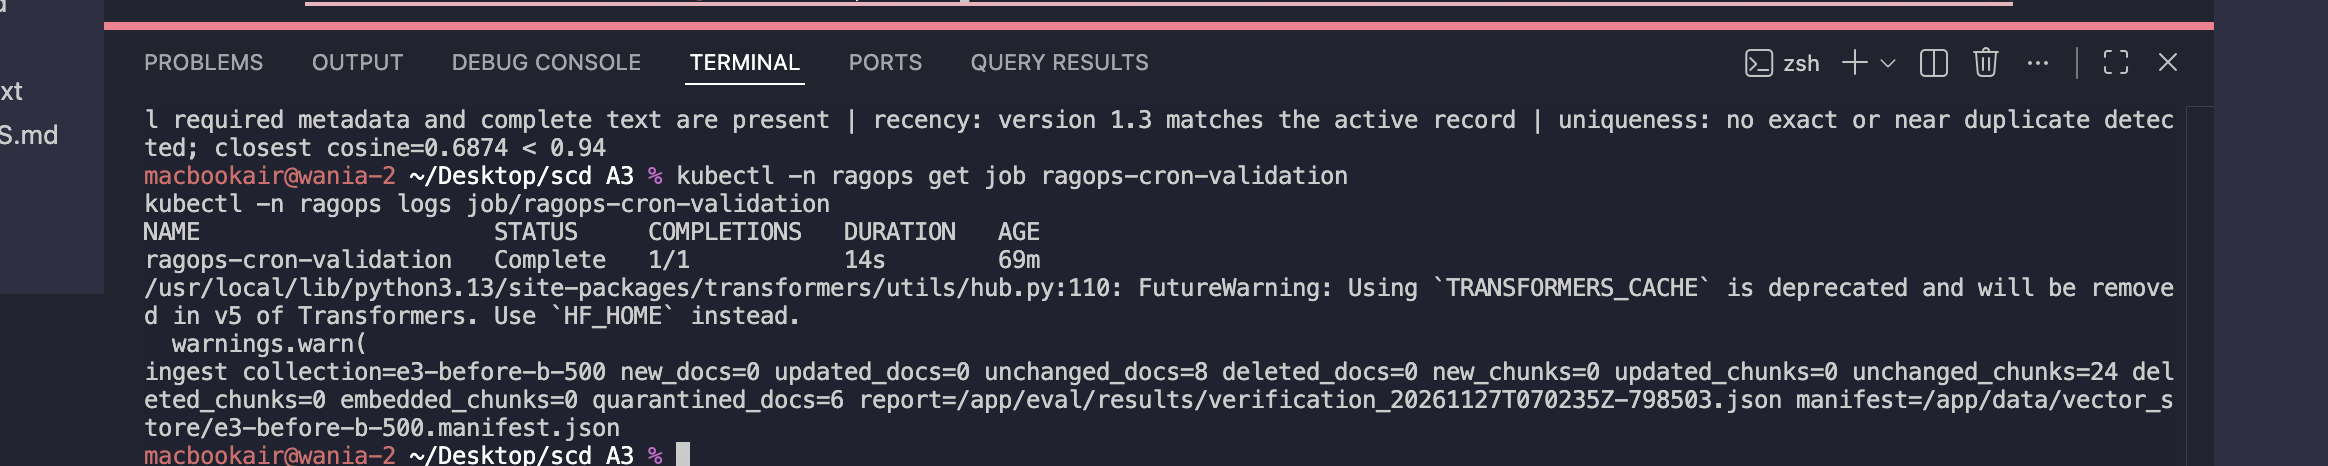 xt
S.md
PROBLEMS OUTPUT DEBUG CONSOLE TERMINAL PORTS QUERY RESULTS zsh
l required metadata and complete text are present | recency: version 1.3 matches the active record | uniqueness: no exact or near duplicate detec
ted; closest cosine=0.6874 < 0.94
macbookair@wania-2 ~/Desktop/scd A3 % kubectl -n ragops get job ragops-cron-validation
kubectl -n ragops logs job/ragops-cron-validation
NAME STATUS COMPLETIONS DURATION AGE
ragops-cron-validation Complete 1/1 14s 69m
/usr/local/lib/python3.13/site-packages/transformers/utils/hub.py:110: FutureWarning: Using `TRANSFORMERS_CACHE` is deprecated and will be remove
d in v5 of Transformers. Use `HF_HOME` instead.
  warnings.warn(
ingest collection=e3-before-b-500 new_docs=0 updated_docs=0 unchanged_docs=8 deleted_docs=0 new_chunks=0 updated_chunks=0 unchanged_chunks=24 del
eted_chunks=0 embedded_chunks=0 quarantined_docs=6 report=/app/eval/results/verification_20261127T070235Z-798503.json manifest=/app/data/vector_s
tore/e3-before-b-500.manifest.json
macbookair@wania-2 ~/Desktop/scd A3 %